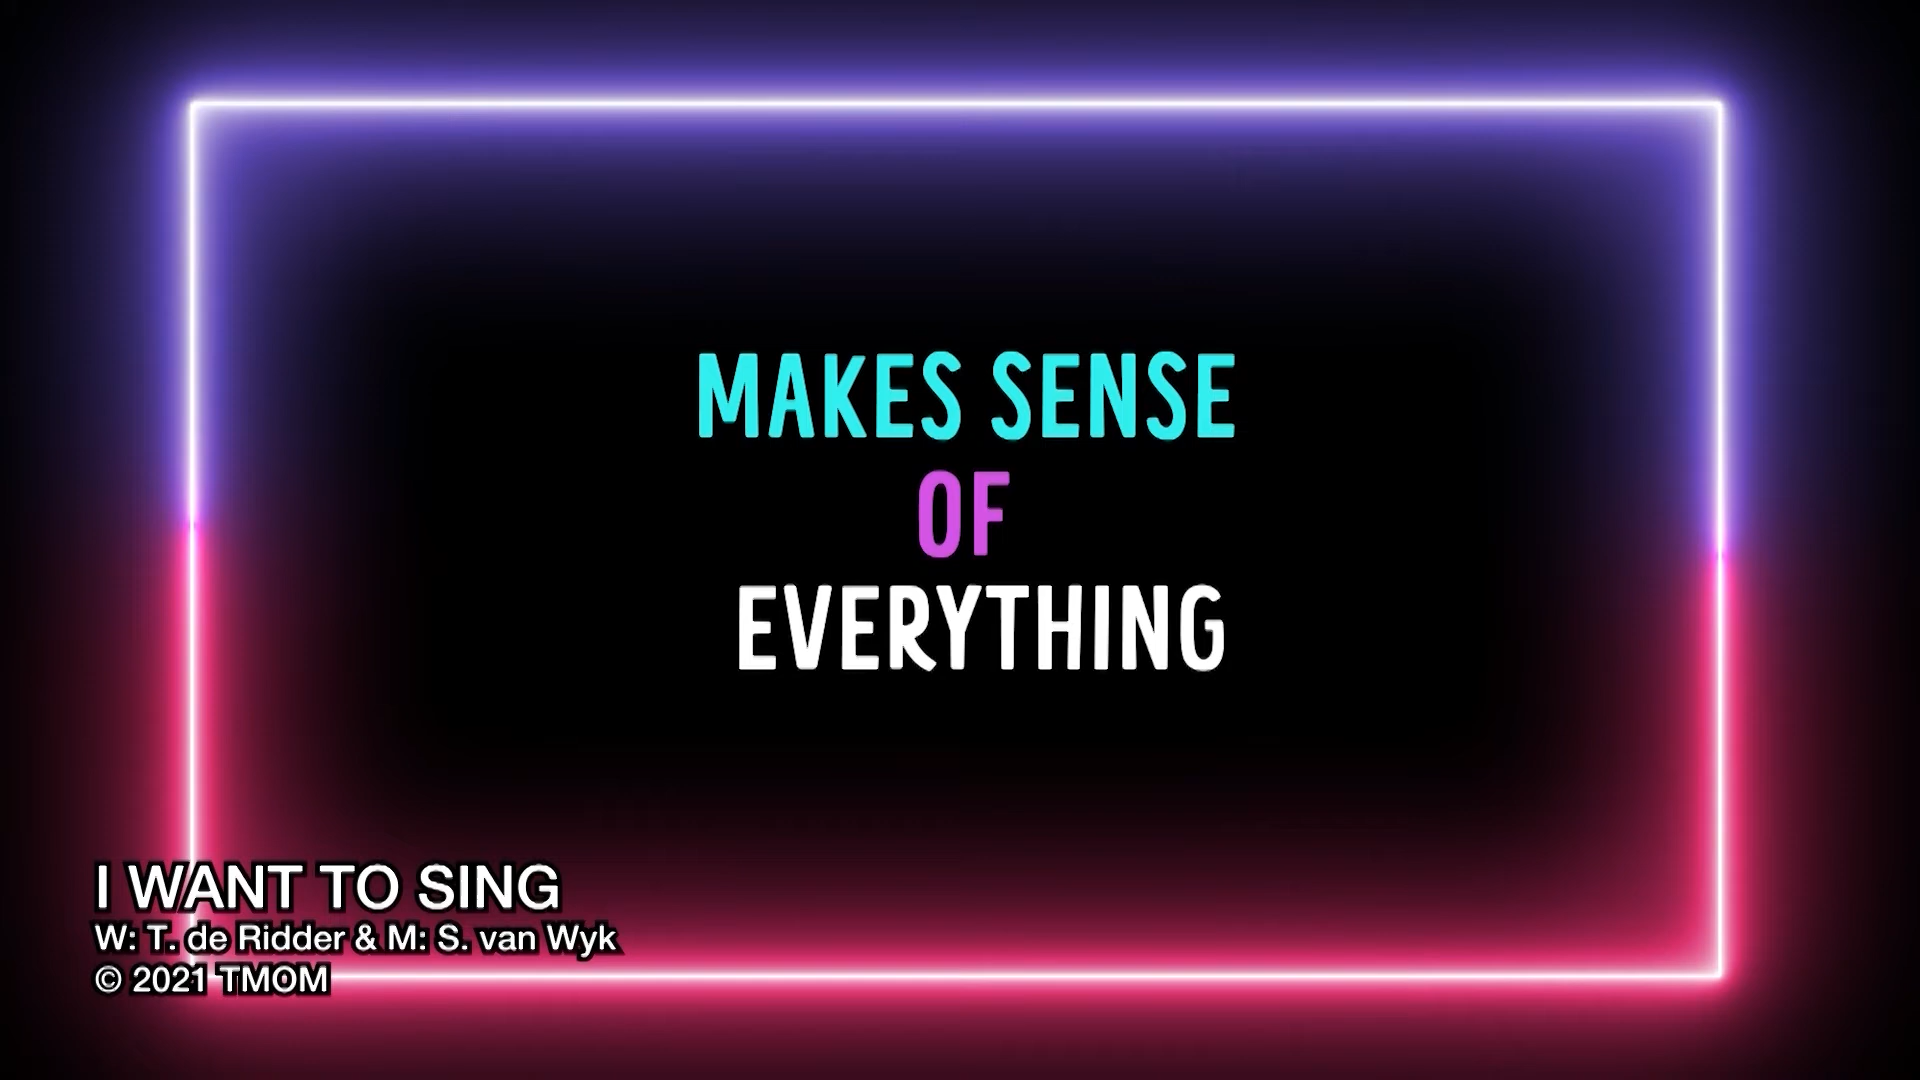 MAKES SENSE
OF
EVERYTHING
I WANT TO SING
W: T. de Ridder & M: S. van Wyk
© 2021 TMOM